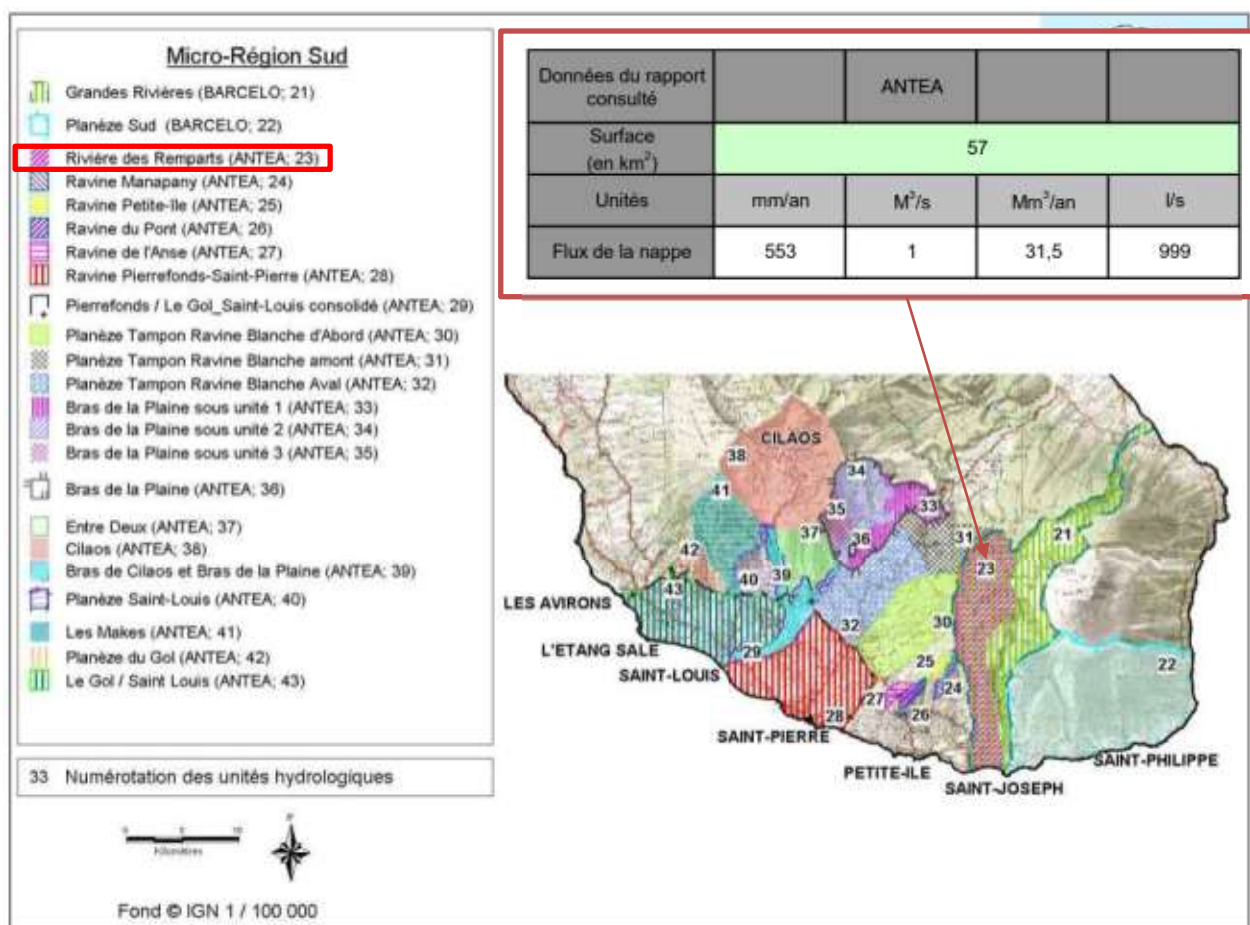 Micro-Région Sud
Grandes Rivières (BARCELO; 21)
Planèze Sud (BARCELO; 22)
Rivière des Remparts (ANTEA; 23)
Ravine Manapany (ANTEA; 24)
Ravine Petite-Ile (ANTEA; 25)
Ravine du Pont (ANTEA; 26)
Ravine de l'Anse (ANTEA; 27)
Ravine Pierrefonds-Saint-Pierre (ANTEA; 28)
Pierrefonds / Le Gol_Saint-Louis consolidé (ANTEA; 29)
Planèze Tampon Ravine Blanche d'Abord (ANTEA; 30)
Planèze Tampon Ravine Blanche amont (ANTEA; 31)
Planèze Tampon Ravine Blanche Aval (ANTEA; 32)
Bras de la Plaine sous unité 1 (ANTEA; 33)
Bras de la Plaine sous unité 2 (ANTEA; 34)
Bras de la Plaine sous unité 3 (ANTEA; 35)
Bras de la Plaine (ANTEA; 36)
Entre Deux (ANTEA; 37)
Cilaos (ANTEA; 38)
Bras de Cilaos et Bras de la Plaine (ANTEA; 39)
Planèze Saint-Louis (ANTEA; 40)
Les Makes (ANTEA; 41)
Planèze du Gol (ANTEA; 42)
Le Gol / Saint Louis (ANTEA; 43)
33 Numérotation des unités hydrologiques
Kilomètres
Fond © IGN 1 / 100 000
Données du rapport consulté ANTEA
Surface (en km²) 57
Unités mm/an M³/s Mm³/an l/s
Flux de la nappe 553 1 31,5 999
CILAOS
38
34
41
35
33
37
36
31
21
42
23
40
39
43
LES AVIRONS
32
30
L'ETANG SALE
29
25
22
SAINT-LOUIS
27
24
28
26
SAINT-PIERRE
PETITE-ILE
SAINT-PHILIPPE
SAINT-JOSEPH